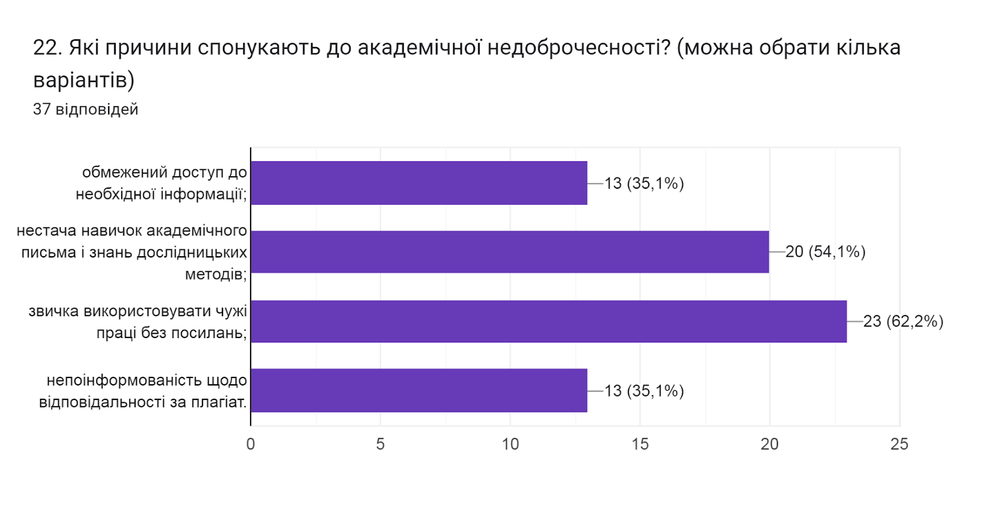 22. Які причини спонукають до академічної недоброчесності? (можна обрати кілька
варіантів)
37 відповідей
обмежений доступ до
необхідної інформації;
13 (35,1%)
нестача навичок академічного
письма і знань дослідницьких
методів;
20 (54,1%)
звичка використовувати чужі
праці без посилань;
23 (62,2%)
непоінформованість щодо
відповідальності за плагіат.
13 (35,1%)
0 5 10 15 20 25